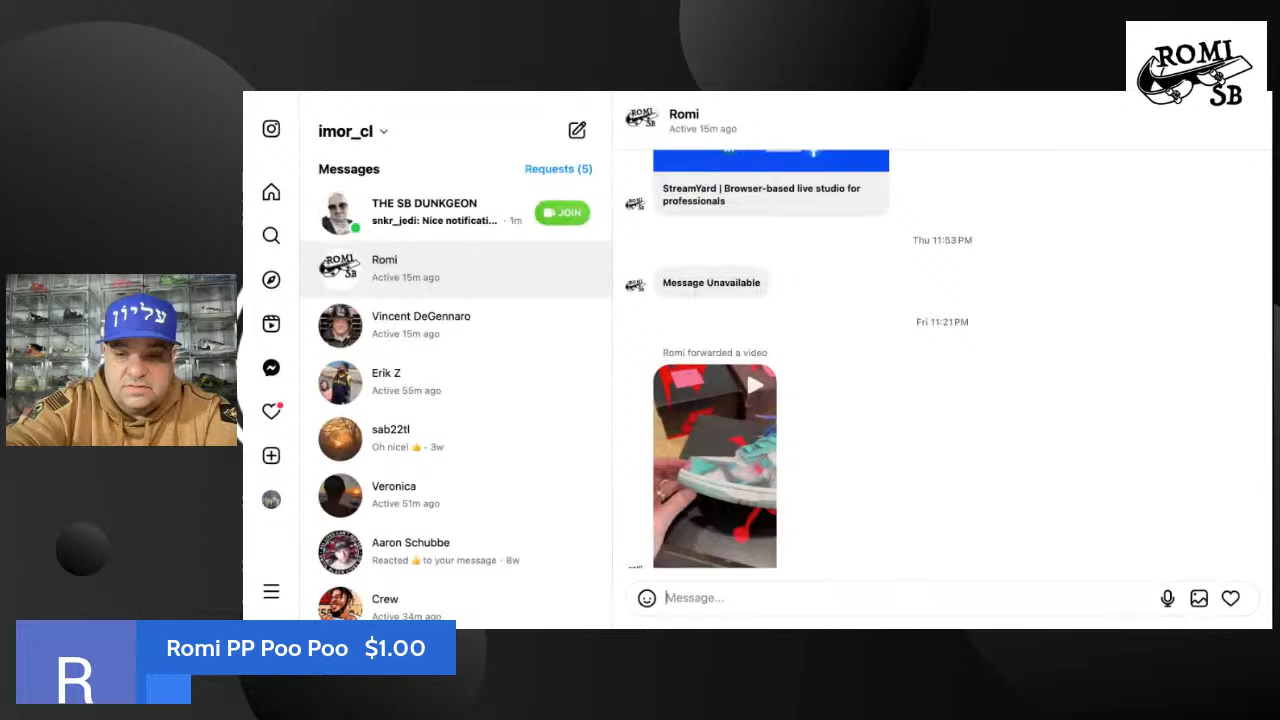 ROMI
SB
imor_cl
Messages
Requests (5)
THE SB DUNKGEON
snkr_jedi: Nice notificati... · 1m
JOIN
Romi
Active 15m ago
Vincent DeGennaro
Active 15m ago
Erik Z
Active 55m ago
sab22tl
Oh nice! 👍 · 3w
Veronica
Active 51m ago
Aaron Schubbe
Reacted 👍 to your message · 8w
Crew
Active 34m ago
Romi
Active 15m ago
StreamYard | Browser-based live studio for
professionals
Thu 11:53 PM
Message Unavailable
Fri 11:21 PM
Romi forwarded a video
Message...
עליון
R
Romi PP Poo Poo $1.00